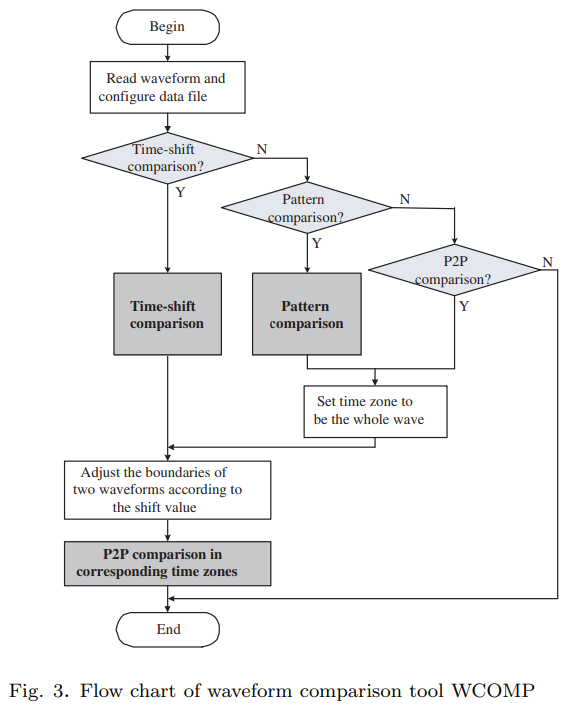 Begin
Read waveform and
configure data file
Time-shift
comparison?
N
Y
Pattern
comparison?
N
Y
P2P
comparison?
N
Y
Time-shift
comparison
Pattern
comparison
Set time zone to
be the whole wave
Adjust the boundaries of
two waveforms according to
the shift value
P2P comparison in
corresponding time zones
End
Fig. 3. Flow chart of waveform comparison tool WCOMP